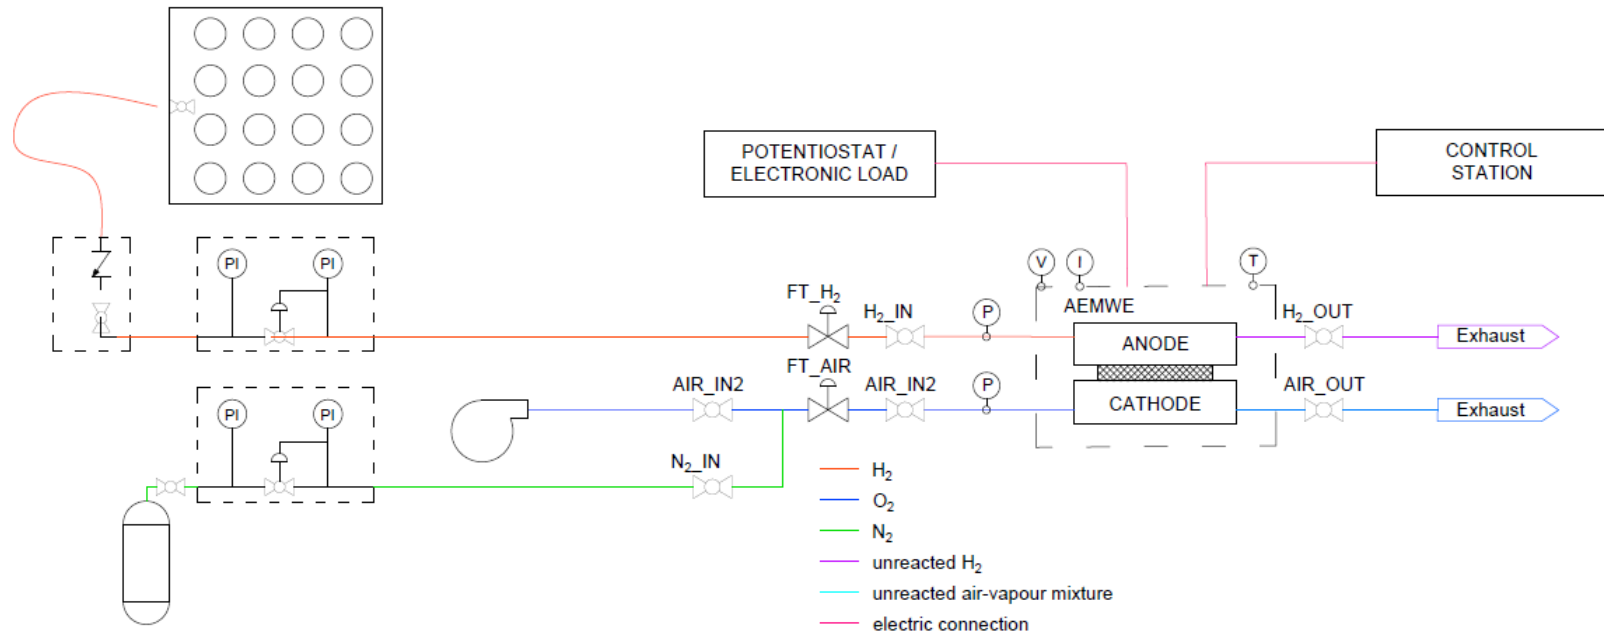 POTENTIOSTAT /
ELECTRONIC LOAD
CONTROL
STATION
PI
PI
V
I
T
FT_H₂
H₂_IN
P
AEMWE
H₂_OUT
ANODE
Exhaust
FT_AIR
AIR_IN2
AIR_IN2
P
AIR_OUT
CATHODE
Exhaust
PI
PI
N₂_IN
H₂
O₂
N₂
unreacted H₂
unreacted air-vapour mixture
electric connection